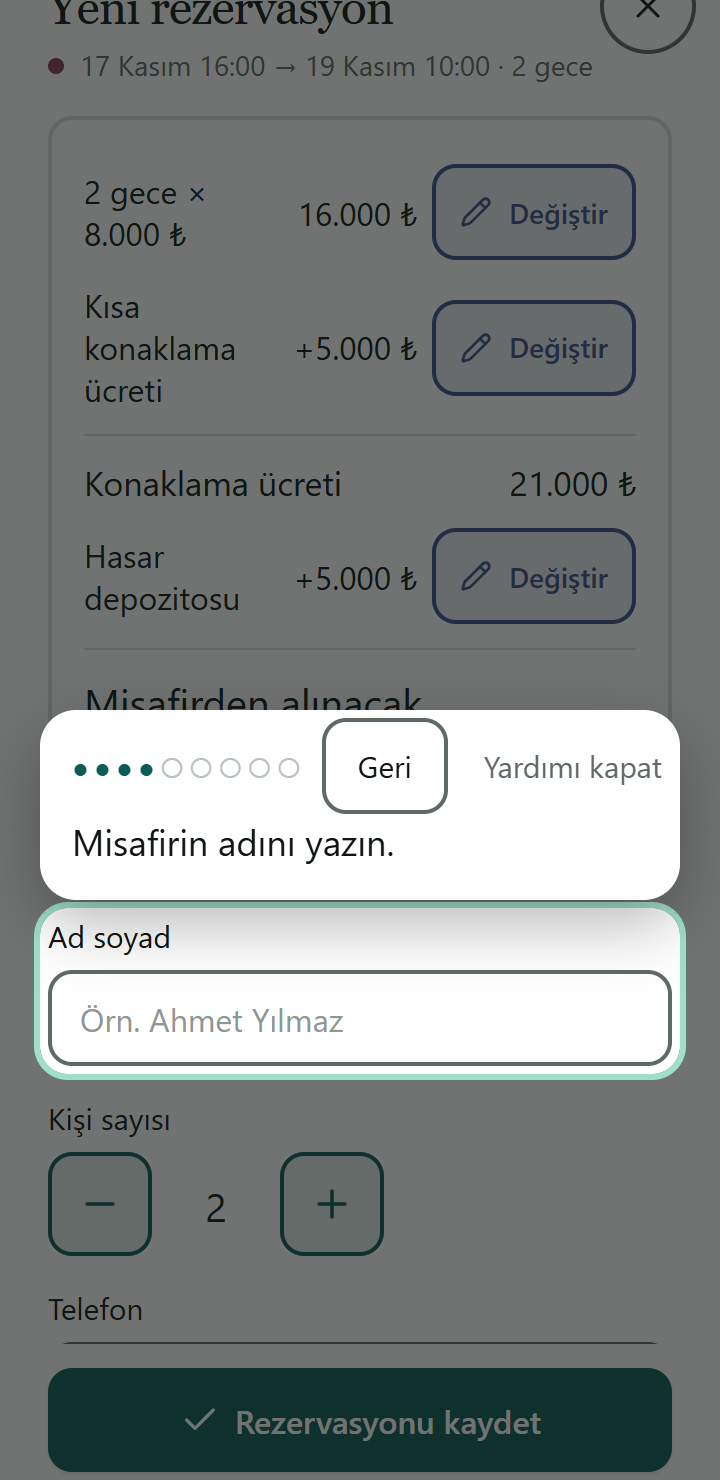 Yeni rezervasyon
17 Kasım 16:00 → 19 Kasım 10:00 · 2 gece
2 gece ×
8.000 ₺
16.000 ₺
Değiştir
Kısa
konaklama
ücreti
+5.000 ₺
Değiştir
Konaklama ücreti
21.000 ₺
Hasar
depozitosu
+5.000 ₺
Değiştir
Misafirden alınacak
Geri
Yardımı kapat
Misafirin adını yazın.
Ad soyad
Örn. Ahmet Yılmaz
Kişi sayısı
2
Telefon
Rezervasyonu kaydet